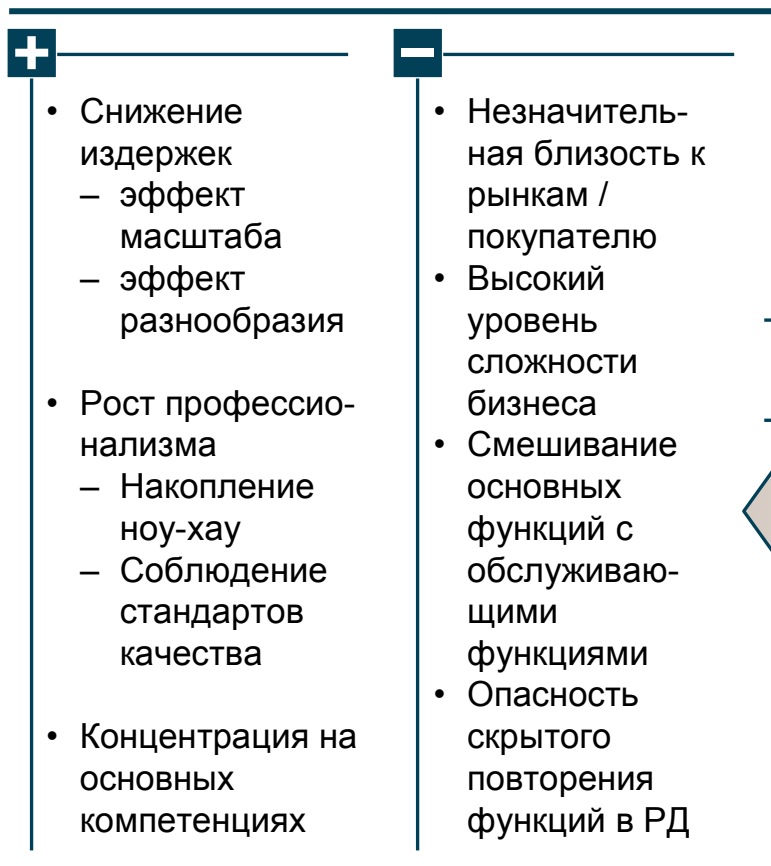 • Снижение
издержек
– эффект
масштаба
– эффект
разнообразия
• Рост профессио-
нализма
– Накопление
ноу-хау
– Соблюдение
стандартов
качества
• Концентрация на
основных
компетенциях
• Незначитель-
ная близость к
рынкам /
покупателю
• Высокий
уровень
сложности
бизнеса
• Смешивание
основных
функций с
обслуживаю-
щими
функциями
• Опасность
скрытого
повторения
функций в РД